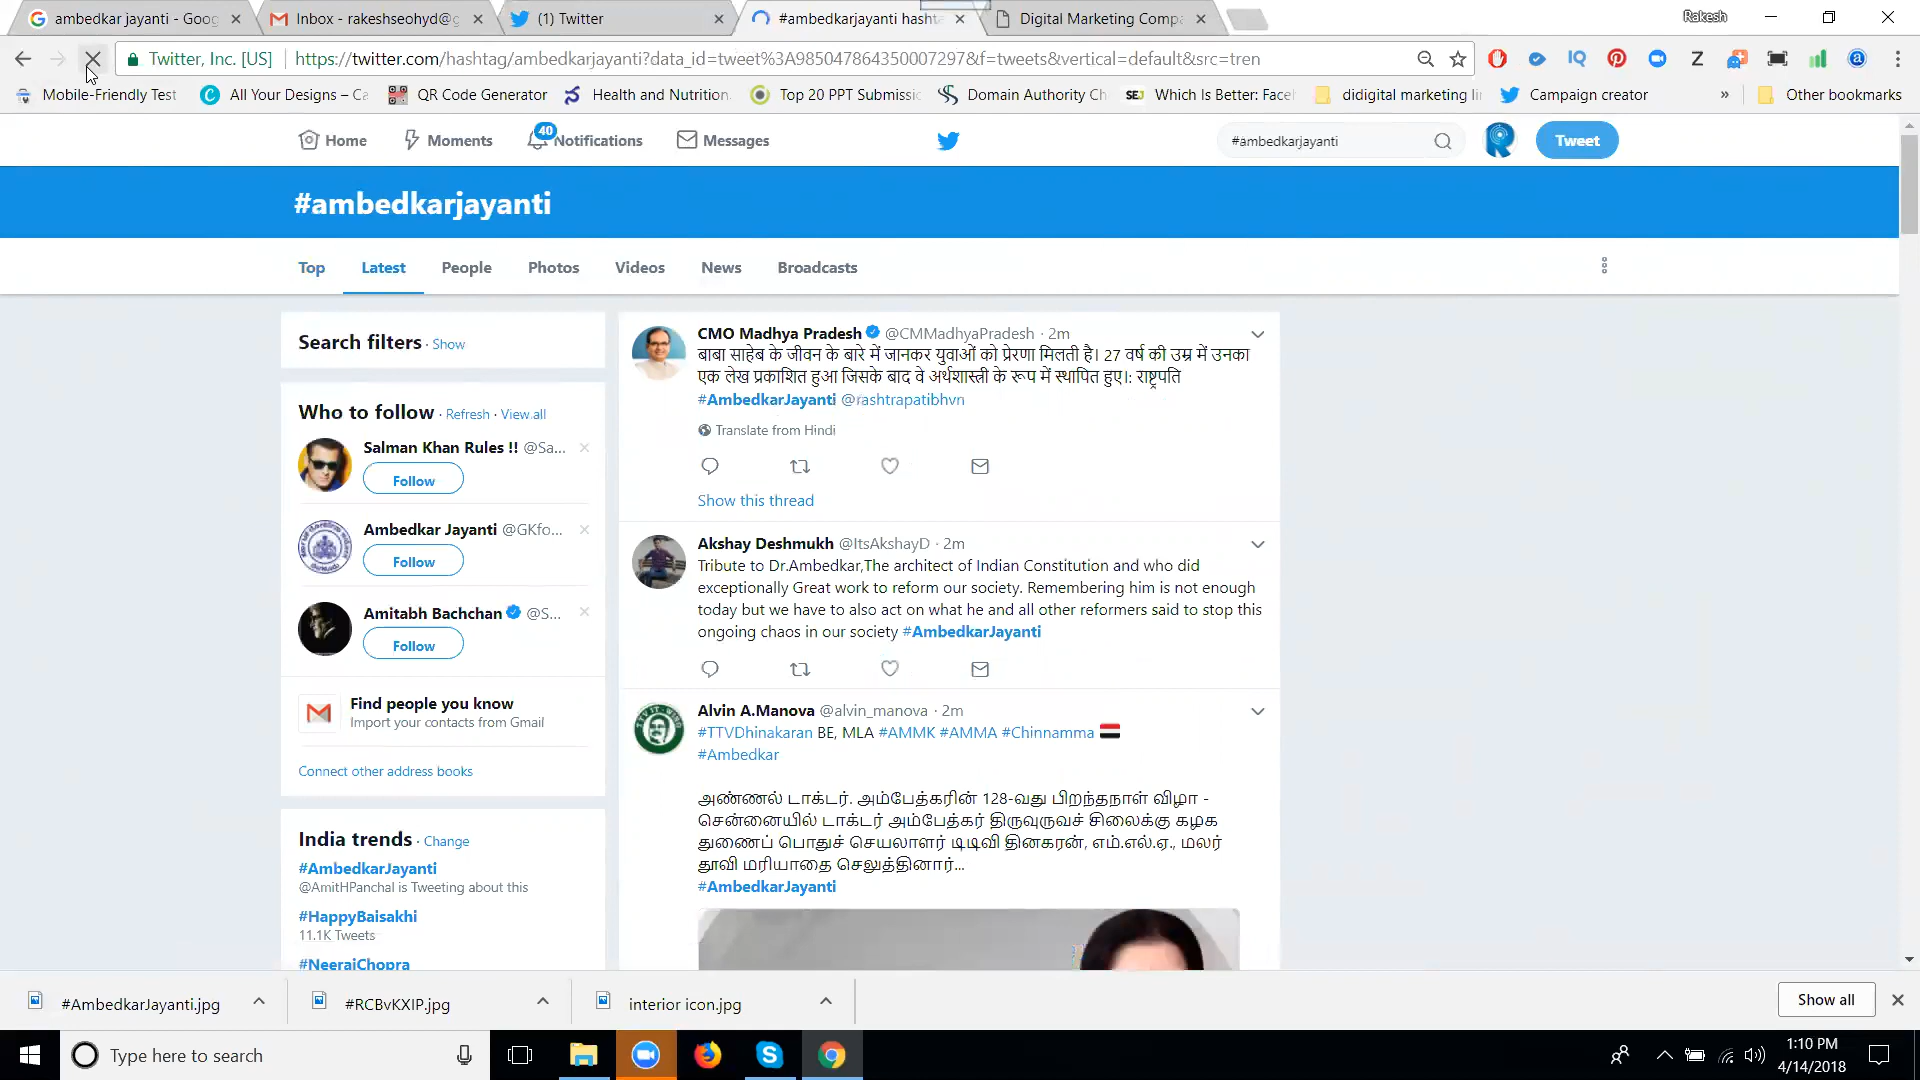 ambedkar jayanti - Goog
Inbox - rakeshseohyd@g
(1) Twitter
#ambedkarjayanti hashta
Digital Marketing Compa
Rakesh
Twitter, Inc. [US]
https://twitter.com/hashtag/ambedkarjayanti?data_id=tweet%3A985047864350007297&f=tweets&vertical=default&src=tren
Mobile-Friendly Test
All Your Designs – Ca
QR Code Generator
Health and Nutrition
Top 20 PPT Submissic
Domain Authority Ch
SEJ
Which Is Better: Facel
didigital marketing lin
Campaign creator
»
Other bookmarks
Home
Moments
40
Notifications
Messages
#ambedkarjayanti
Tweet
#ambedkarjayanti
Top
Latest
People
Photos
Videos
News
Broadcasts
Search filters · Show
Who to follow · Refresh · View all
Salman Khan Rules !! @Sa...
Follow
Ambedkar Jayanti @GKfo...
Follow
Amitabh Bachchan @S...
Follow
Find people you know
Import your contacts from Gmail
Connect other address books
India trends · Change
#AmbedkarJayanti
@AmitHPanchal is Tweeting about this
#HappyBaisakhi
11.1K Tweets
#NeerajChopra
CMO Madhya Pradesh @CMMadhyaPradesh · 2m
बाबा साहेब के जीवन के बारे में जानकर युवाओं को प्रेरणा मिलती है। 27 वर्ष की उम्र में उनका
एक लेख प्रकाशित हुआ जिसके बाद वे अर्थशास्त्री के रूप में स्थापित हुए।: राष्ट्रपति
#AmbedkarJayanti @rashtrapatibhvn
Translate from Hindi
Show this thread
Akshay Deshmukh @ItsAkshayD · 2m
Tribute to Dr.Ambedkar,The architect of Indian Constitution and who did
exceptionally Great work to reform our society. Remembering him is not enough
today but we have to also act on what he and all other reformers said to stop this
ongoing chaos in our society #AmbedkarJayanti
Alvin A.Manova @alvin_manova · 2m
#TTVDhinakaran BE, MLA #AMMK #AMMA #Chinnamma
#Ambedkar
அண்ணல் டாக்டர். அம்பேத்கரின் 128-வது பிறந்தநாள் விழா -
சென்னையில் டாக்டர் அம்பேத்கர் திருவுருவச் சிலைக்கு கழக
துணைப் பொதுச் செயலாளர் டிடிவி தினகரன், எம்.எல்.ஏ., மலர்
தூவி மரியாதை செலுத்தினார்...
#AmbedkarJayanti
#AmbedkarJayanti.jpg
#RCBvKXIP.jpg
interior icon.jpg
Show all
Type here to search
1:10 PM
4/14/2018